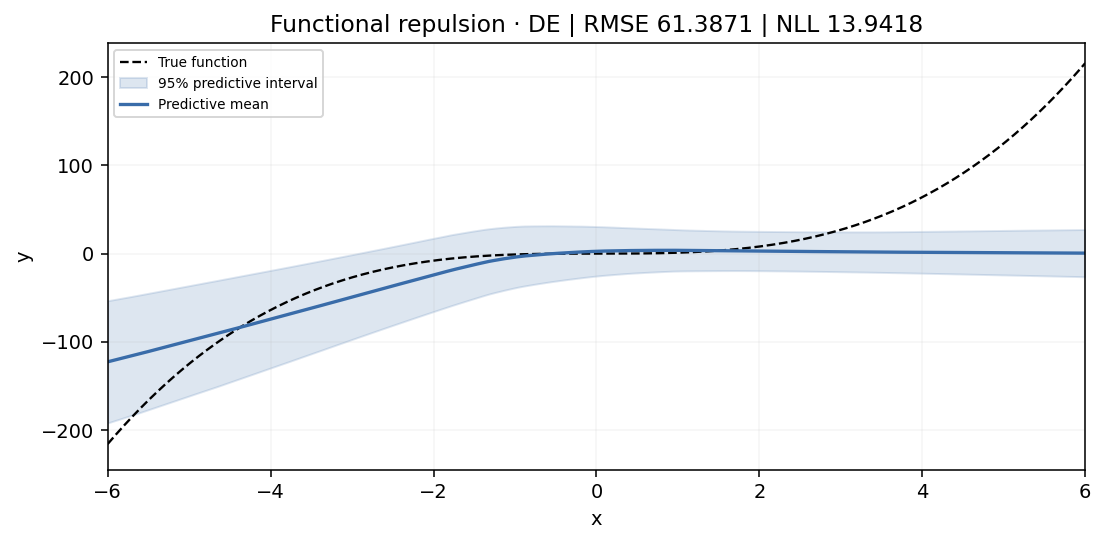 Functional repulsion · DE | RMSE 61.3871 | NLL 13.9418
True function
95% predictive interval
Predictive mean
200
100
0
−100
−200
y
−6 −4 −2 0 2 4 6
x